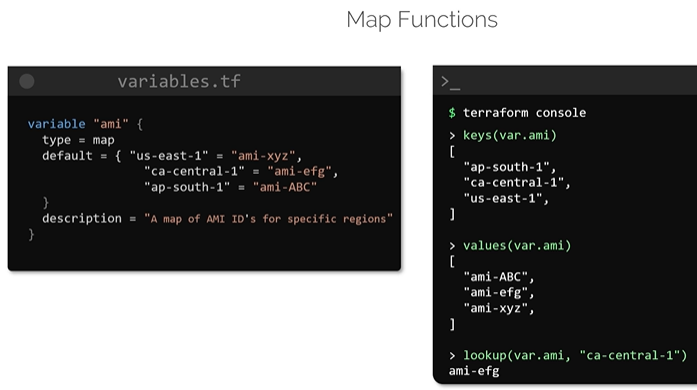 Map Functions
variables.tf
variable "ami" {
type = map
default = { "us-east-1" = "ami-xyz",
"ca-central-1" = "ami-efg",
"ap-south-1" = "ami-ABC"
}
description = "A map of AMI ID's for specific regions"
}
>_
$ terraform console
> keys(var.ami)
[
"ap-south-1",
"ca-central-1",
"us-east-1",
]
> values(var.ami)
[
"ami-ABC",
"ami-efg",
"ami-xyz",
]
> lookup(var.ami, "ca-central-1")
ami-efg